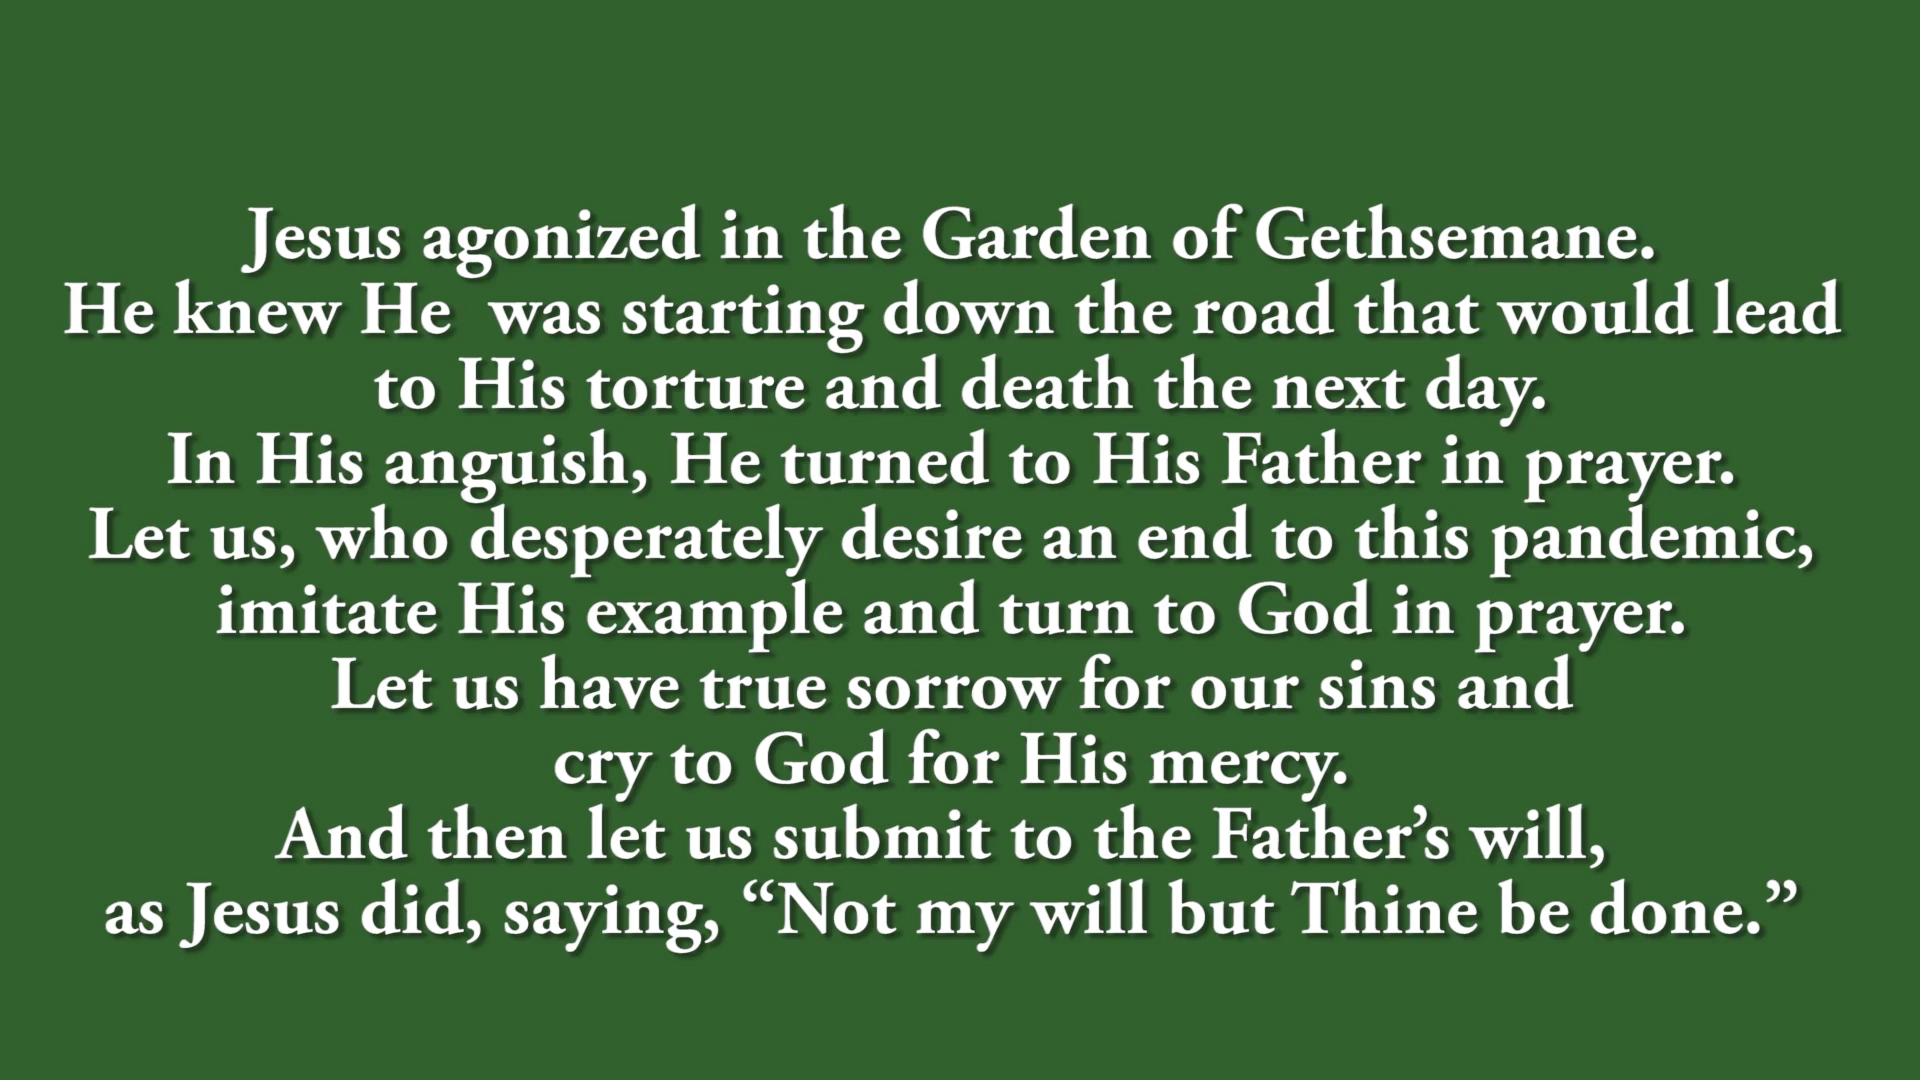 Jesus agonized in the Garden of Gethsemane.
He knew He  was starting down the road that would lead
to His torture and death the next day.
In His anguish, He turned to His Father in prayer.
Let us, who desperately desire an end to this pandemic,
imitate His example and turn to God in prayer.
Let us have true sorrow for our sins and
cry to God for His mercy.
And then let us submit to the Father’s will,
as Jesus did, saying, “Not my will but Thine be done.”